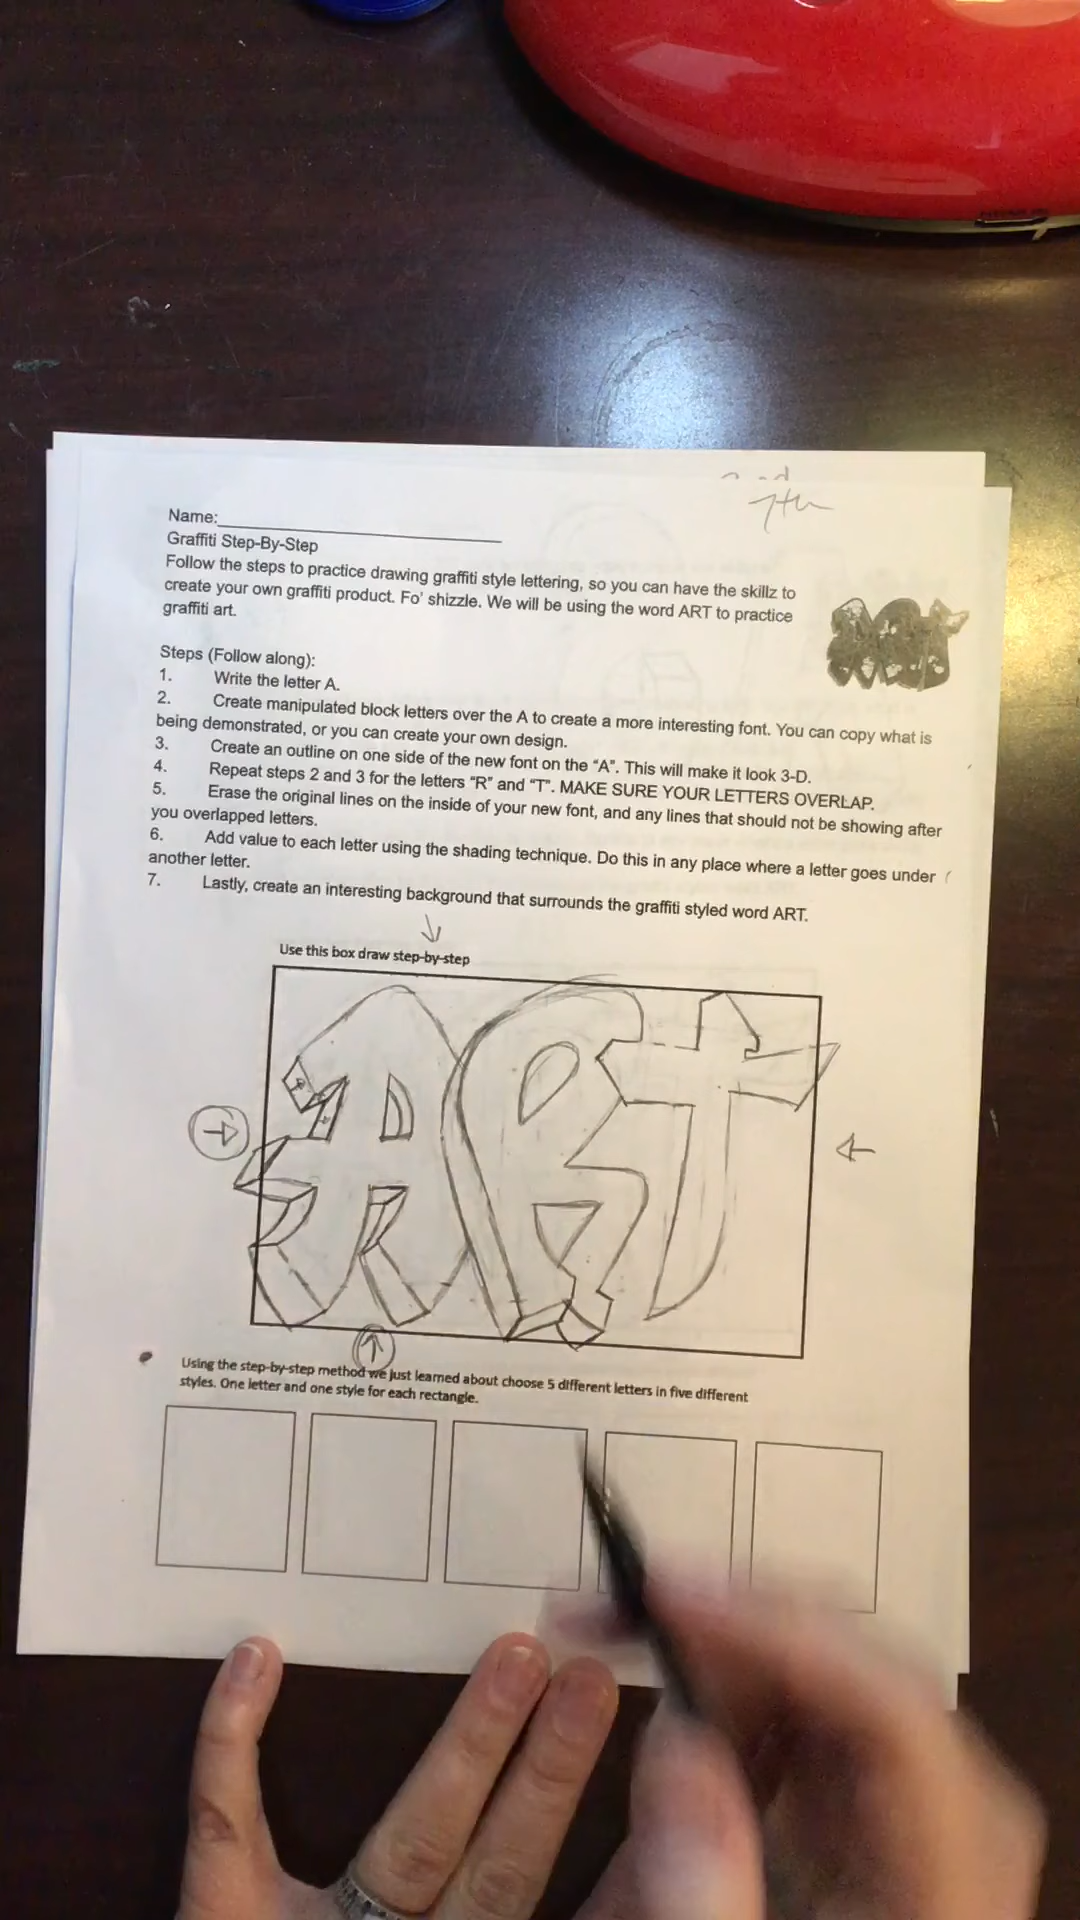 7th
Name:
Graffiti Step-By-Step
Follow the steps to practice drawing graffiti style lettering, so you can have the skillz to
create your own graffiti product. Fo' shizzle. We will be using the word ART to practice
graffiti art.
Steps (Follow along):
1. Write the letter A.
2. Create manipulated block letters over the A to create a more interesting font. You can copy what is
being demonstrated, or you can create your own design.
3. Create an outline on one side of the new font on the “A”. This will make it look 3-D.
4. Repeat steps 2 and 3 for the letters “R” and “T”. MAKE SURE YOUR LETTERS OVERLAP.
5. Erase the original lines on the inside of your new font, and any lines that should not be showing after
you overlapped letters.
6. Add value to each letter using the shading technique. Do this in any place where a letter goes under
another letter.
7. Lastly, create an interesting background that surrounds the graffiti styled word ART.
Use this box draw step-by-step
ARt
Using the step-by-step method we just learned about choose 5 different letters in five different
styles. One letter and one style for each rectangle.